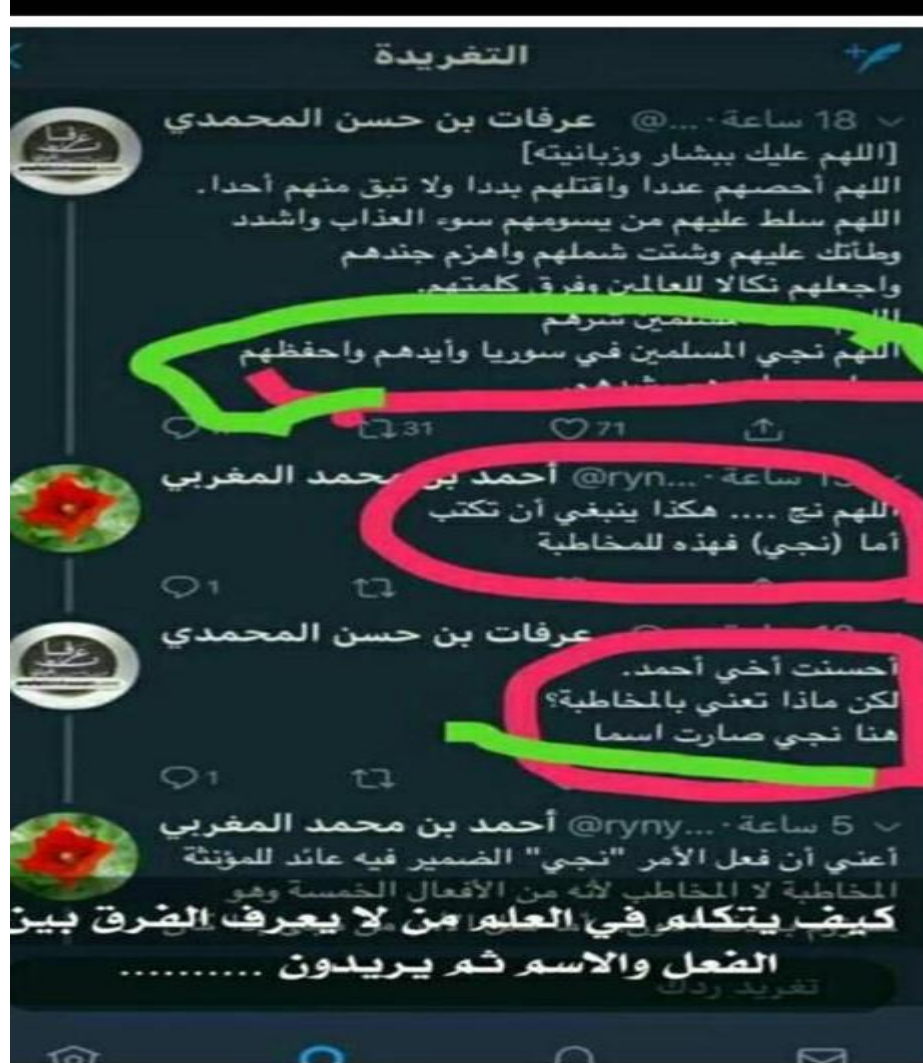 التغريدة
عرفات بن حسن المحمدي @...· 18 ساعة
[اللهم عليك ببشار وزبانيته]
اللهم أحصهم عددا واقتلهم بددا ولا تبق منهم أحدا.
اللهم سلط عليهم من يسومهم سوء العذاب واشدد
وطأتك عليهم وشتت شملهم واهزم جندهم
واجعلهم نكالا للعالمين وفرق كلمتهم.
شرهم
اللهم نجي المسلمين في سوريا وأيدهم واحفظهم
31 71
أحمد بن محمد المغربي @ryn...· ساعة
اللهم نج .... هكذا ينبغي أن تكتب
أما (نجي) فهذه للمخاطبة
1
عرفات بن حسن المحمدي
أحسنت أخي أحمد.
لكن ماذا تعني بالمخاطبة؟
هنا نجي صارت اسما
1
أحمد بن محمد المغربي @ryny...· 5 ساعة
أعني أن فعل الأمر "نجي" الضمير فيه عائد للمؤنثة
المخاطبة لا المخاطب لأنه من الأفعال الخمسة وهو
كيف يتكلم في العلم من لا يعرف الفرق بين
الفعل والاسم ثم يريدون ..........
تغريد ردك